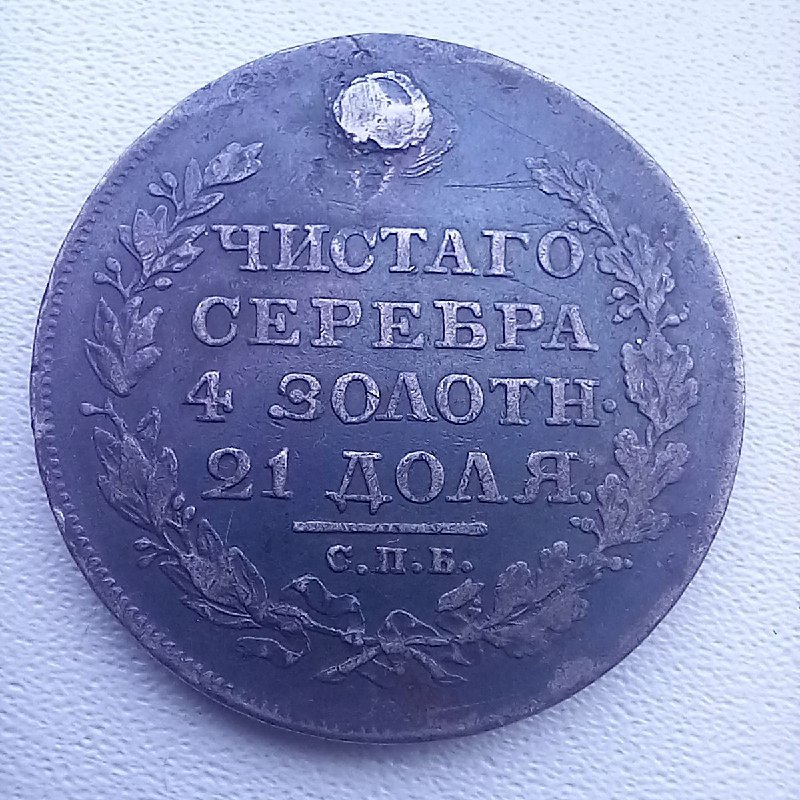 ЧИСТАГО
СЕРЕБРА
4 ЗОЛОТН.
21 ДОЛЯ.
С.П.Б.